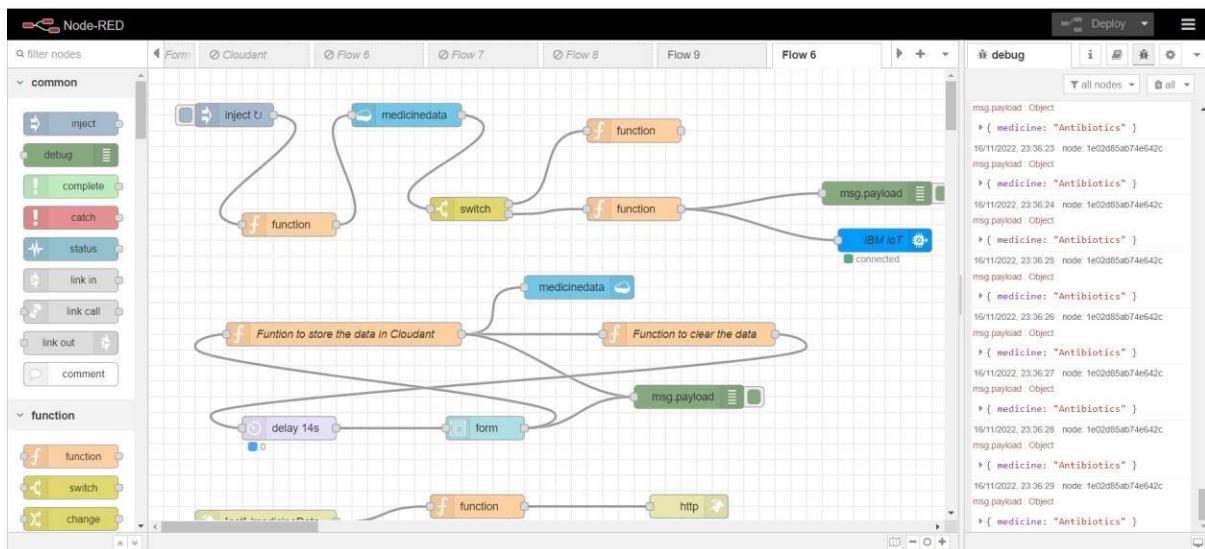 Node-RED
Deploy
filter nodes
Form
Cloudant
Flow 6
Flow 7
Flow 8
Flow 9
Flow 6
debug
i
all nodes
all
common
inject
debug
complete
catch
status
link in
link call
link out
comment
function
function
switch
change
inject ↻
medicinedata
function
function
switch
function
msg.payload
IBM IoT
connected
medicinedata
Funtion to store the data in Cloudant
Function to clear the data
msg.payload
delay 14s
0
form
function
http
msg.payload : Object
{ medicine: "Antibiotics" }
16/11/2022, 23:36:23 node: 1e02d85ab74e642c
msg.payload : Object
{ medicine: "Antibiotics" }
16/11/2022, 23:36:24 node: 1e02d85ab74e642c
msg.payload : Object
{ medicine: "Antibiotics" }
16/11/2022, 23:36:25 node: 1e02d85ab74e642c
msg.payload : Object
{ medicine: "Antibiotics" }
16/11/2022, 23:36:26 node: 1e02d85ab74e642c
msg.payload : Object
{ medicine: "Antibiotics" }
16/11/2022, 23:36:27 node: 1e02d85ab74e642c
msg.payload : Object
{ medicine: "Antibiotics" }
16/11/2022, 23:36:28 node: 1e02d85ab74e642c
msg.payload : Object
{ medicine: "Antibiotics" }
16/11/2022, 23:36:29 node: 1e02d85ab74e642c
msg.payload : Object
{ medicine: "Antibiotics" }